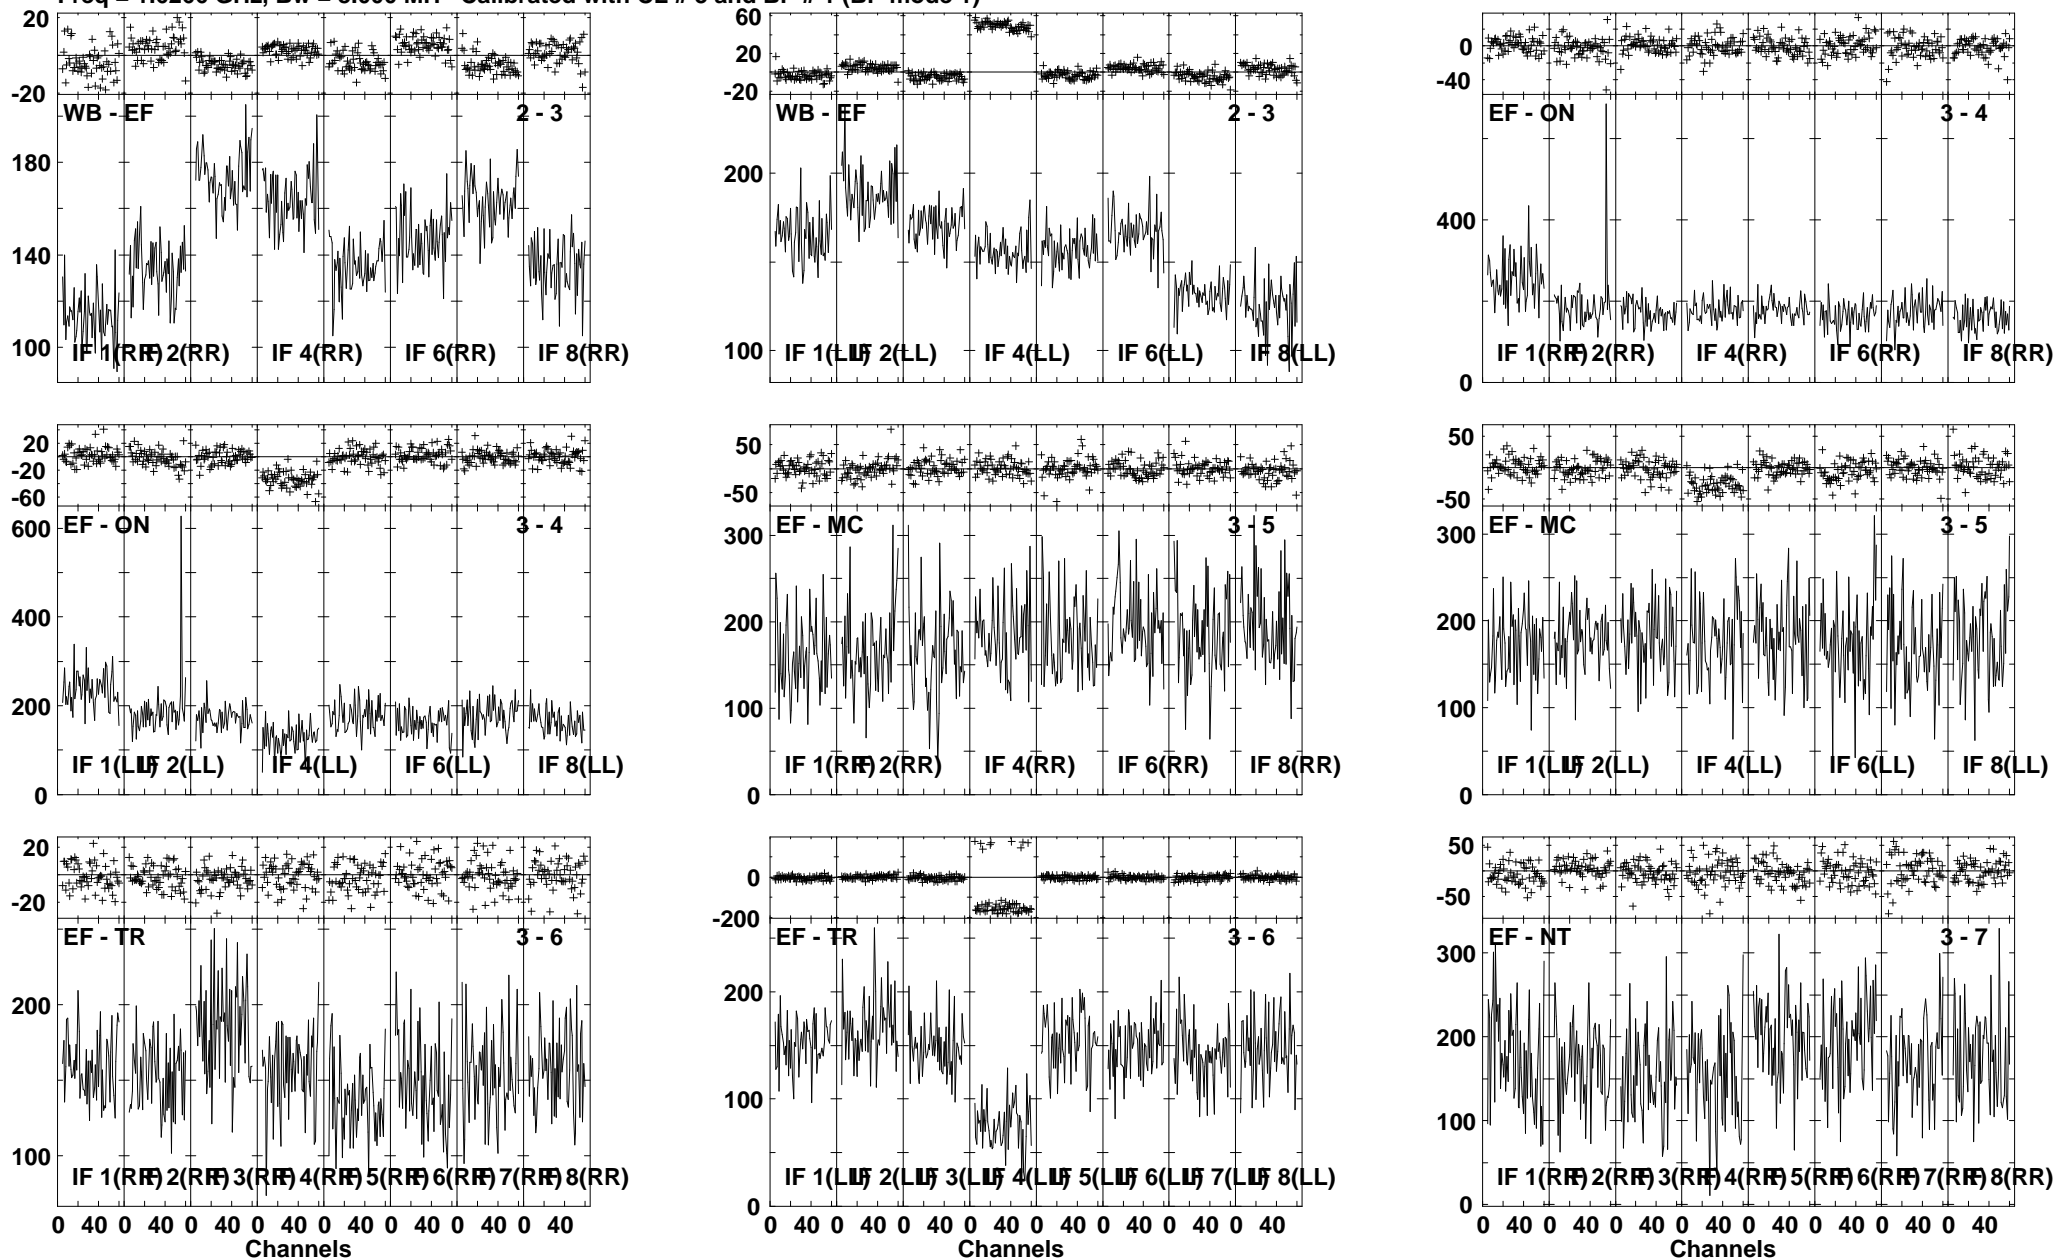 20 0 -20 WB - EF 2 - 3 180 140 100 IF 1(RR) IF 2(RR) IF 4(RR) IF 6(RR) IF 8(RR)
60 20 -20 WB - EF 2 - 3 200 100 IF 1(LL) IF 2(LL) IF 4(LL) IF 6(LL) IF 8(LL)
0 -40 EF - ON 3 - 4 400 0 IF 1(RR) IF 2(RR) IF 4(RR) IF 6(RR) IF 8(RR)
20 -20 -60 EF - ON 3 - 4 600 400 200 0 IF 1(LL) IF 2(LL) IF 4(LL) IF 6(LL) IF 8(LL)
50 -50 EF - MC 3 - 5 300 200 100 0 IF 1(RR) IF 2(RR) IF 4(RR) IF 6(RR) IF 8(RR)
50 -50 EF - MC 3 - 5 300 200 100 0 IF 1(LL) IF 2(LL) IF 4(LL) IF 6(LL) IF 8(LL)
20 -20 EF - TR 3 - 6 200 100 IF 1(RR) IF 2(RR) IF 3(RR) IF 4(RR) IF 5(RR) IF 6(RR) IF 7(RR) IF 8(RR)
0 -200 EF - TR 3 - 6 200 100 0 IF 1(LL) IF 2(LL) IF 3(LL) IF 4(LL) IF 5(LL) IF 6(LL) IF 7(LL) IF 8(LL)
50 -50 EF - NT 3 - 7 300 200 100 0 IF 1(RR) IF 2(RR) IF 3(RR) IF 4(RR) IF 5(RR) IF 6(RR) IF 7(RR) IF 8(RR)
0 40 0 40 0 40 0 40 0 40 0 40 0 40 0 40
Channels
0 40 0 40 0 40 0 40 0 40 0 40 0 40 0 40
Channels
0 40 0 40 0 40 0 40 0 40 0 40 0 40 0 40
Channels